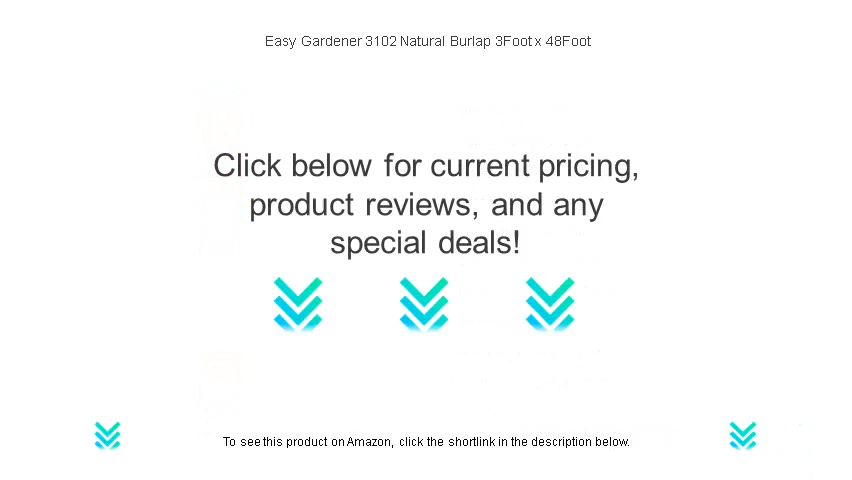 Easy Gardener 3102 Natural Burlap 3Foot x 48Foot
Click below for current pricing,
product reviews, and any
special deals!
To see this product on Amazon, click the shortlink in the description below.